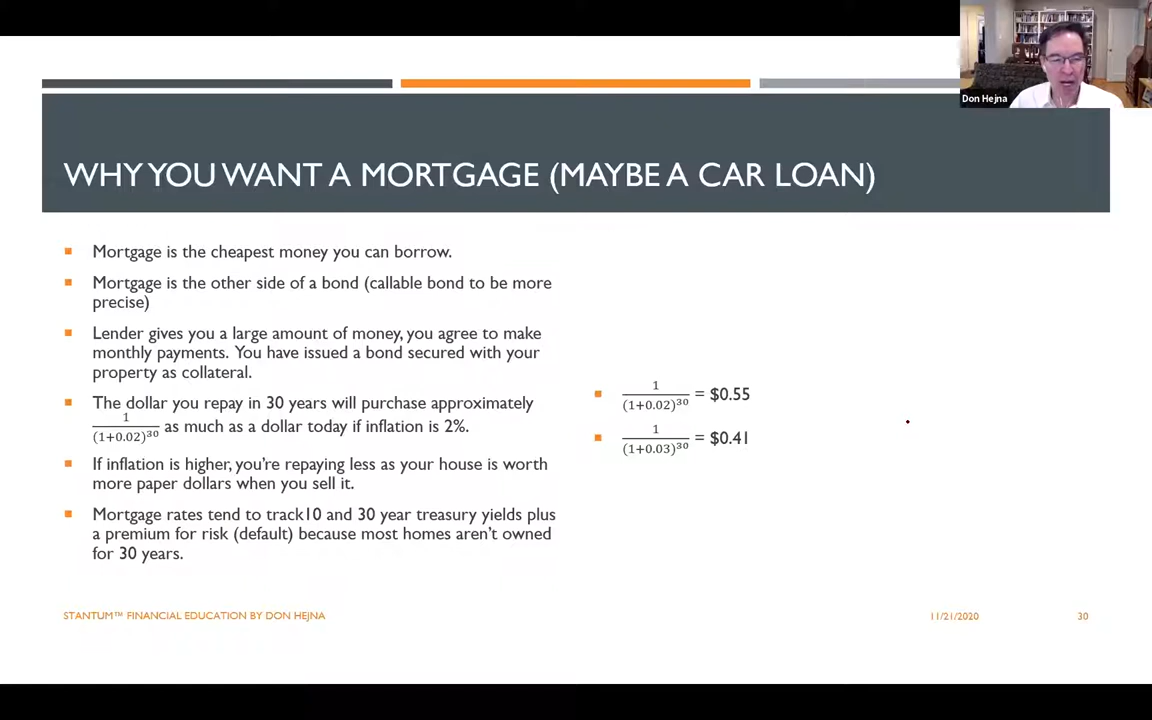 Don Hejna
WHY YOU WANT A MORTGAGE (MAYBE A CAR LOAN)
Mortgage is the cheapest money you can borrow.
Mortgage is the other side of a bond (callable bond to be more
precise)
Lender gives you a large amount of money, you agree to make
monthly payments. You have issued a bond secured with your
property as collateral.
The dollar you repay in 30 years will purchase approximately
1/(1+0.02)^30 as much as a dollar today if inflation is 2%.
If inflation is higher, you're repaying less as your house is worth
more paper dollars when you sell it.
Mortgage rates tend to track10 and 30 year treasury yields plus
a premium for risk (default) because most homes aren't owned
for 30 years.
1/(1+0.02)^30 = $0.55
1/(1+0.03)^30 = $0.41
STANTUM™ FINANCIAL EDUCATION BY DON HEJNA
11/21/2020
30